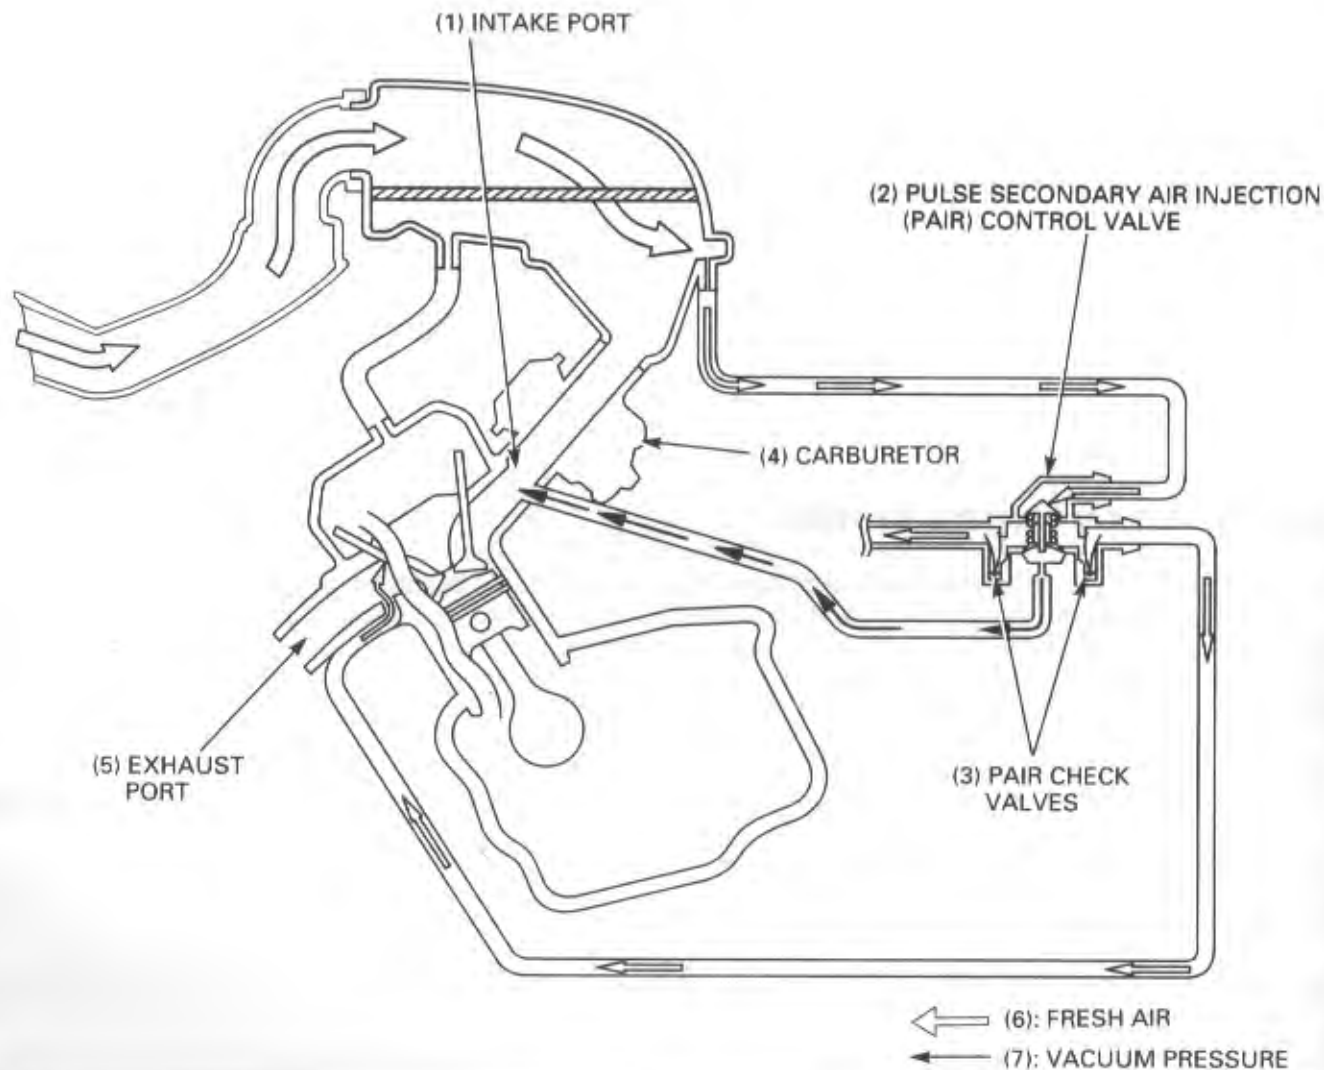 (1) INTAKE PORT
(2) PULSE SECONDARY AIR INJECTION
(PAIR) CONTROL VALVE
(4) CARBURETOR
(5) EXHAUST
PORT
(3) PAIR CHECK
VALVES
(6): FRESH AIR
(7): VACUUM PRESSURE